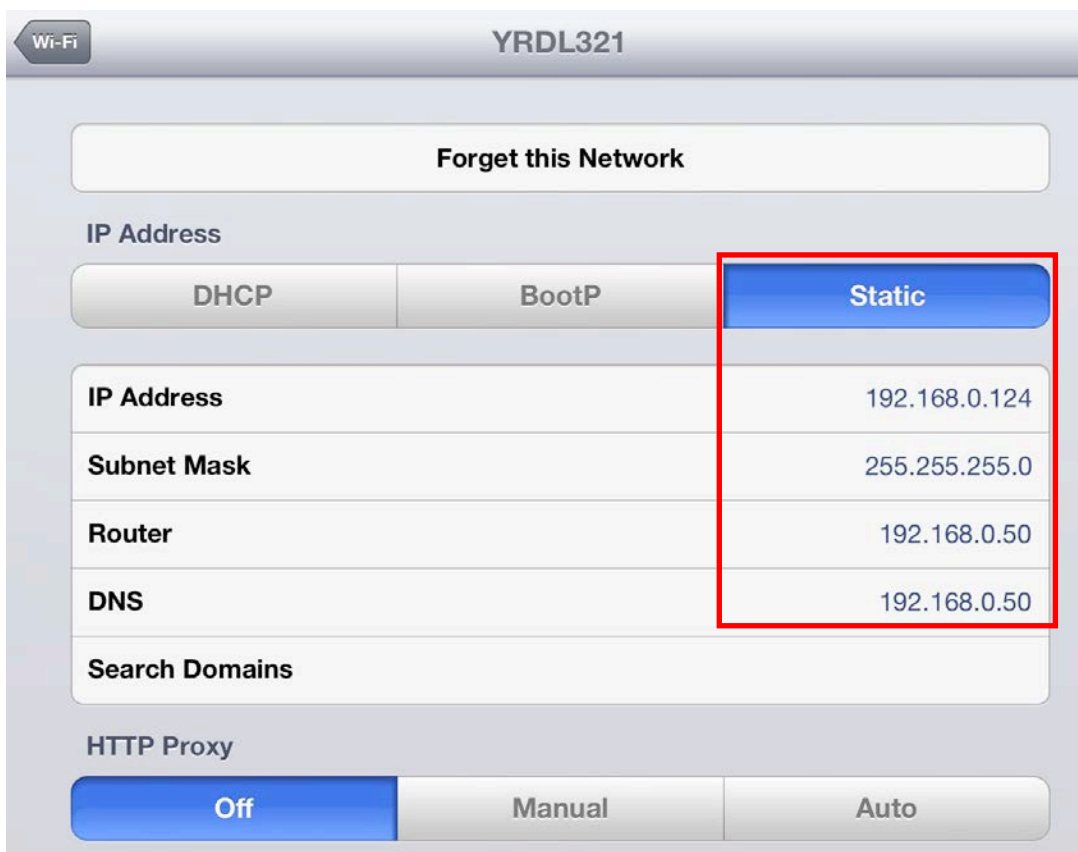 Wi-Fi YRDL321
Forget this Network
IP Address
DHCP BootP Static
IP Address 192.168.0.124
Subnet Mask 255.255.255.0
Router 192.168.0.50
DNS 192.168.0.50
Search Domains
HTTP Proxy
Off Manual Auto